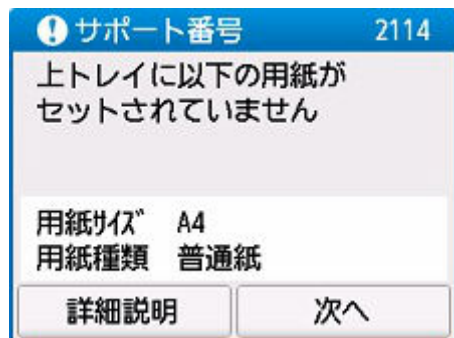 サポート番号 2114
上トレイに以下の用紙が
セットされていません
用紙ｻｲｽﾞ A4
用紙種類 普通紙
詳細説明 次へ